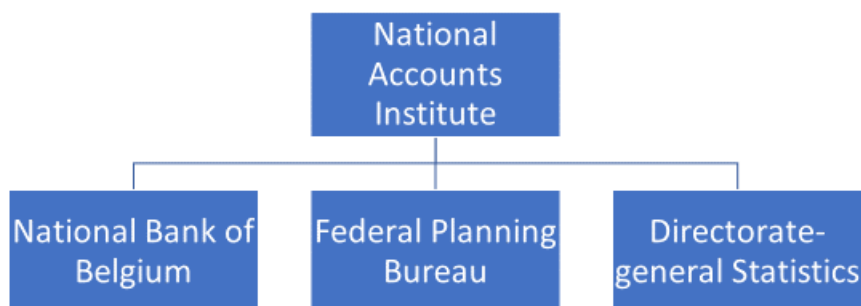 National
Accounts
Institute
National Bank of
Belgium
Federal Planning
Bureau
Directorate-
general Statistics